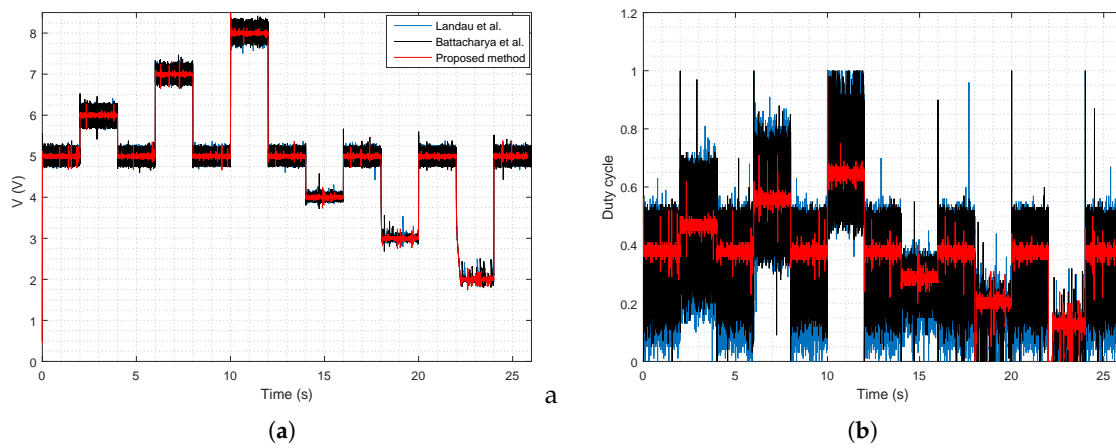 Landau et al.
Battacharya et al.
Proposed method
V (V)
8
7
6
5
4
3
2
1
0
0 5 10 15 20 25
Time (s)
(a)
a
Duty cycle
1.2
1
0.8
0.6
0.4
0.2
0
0 5 10 15 20 25
Time (s)
(b)